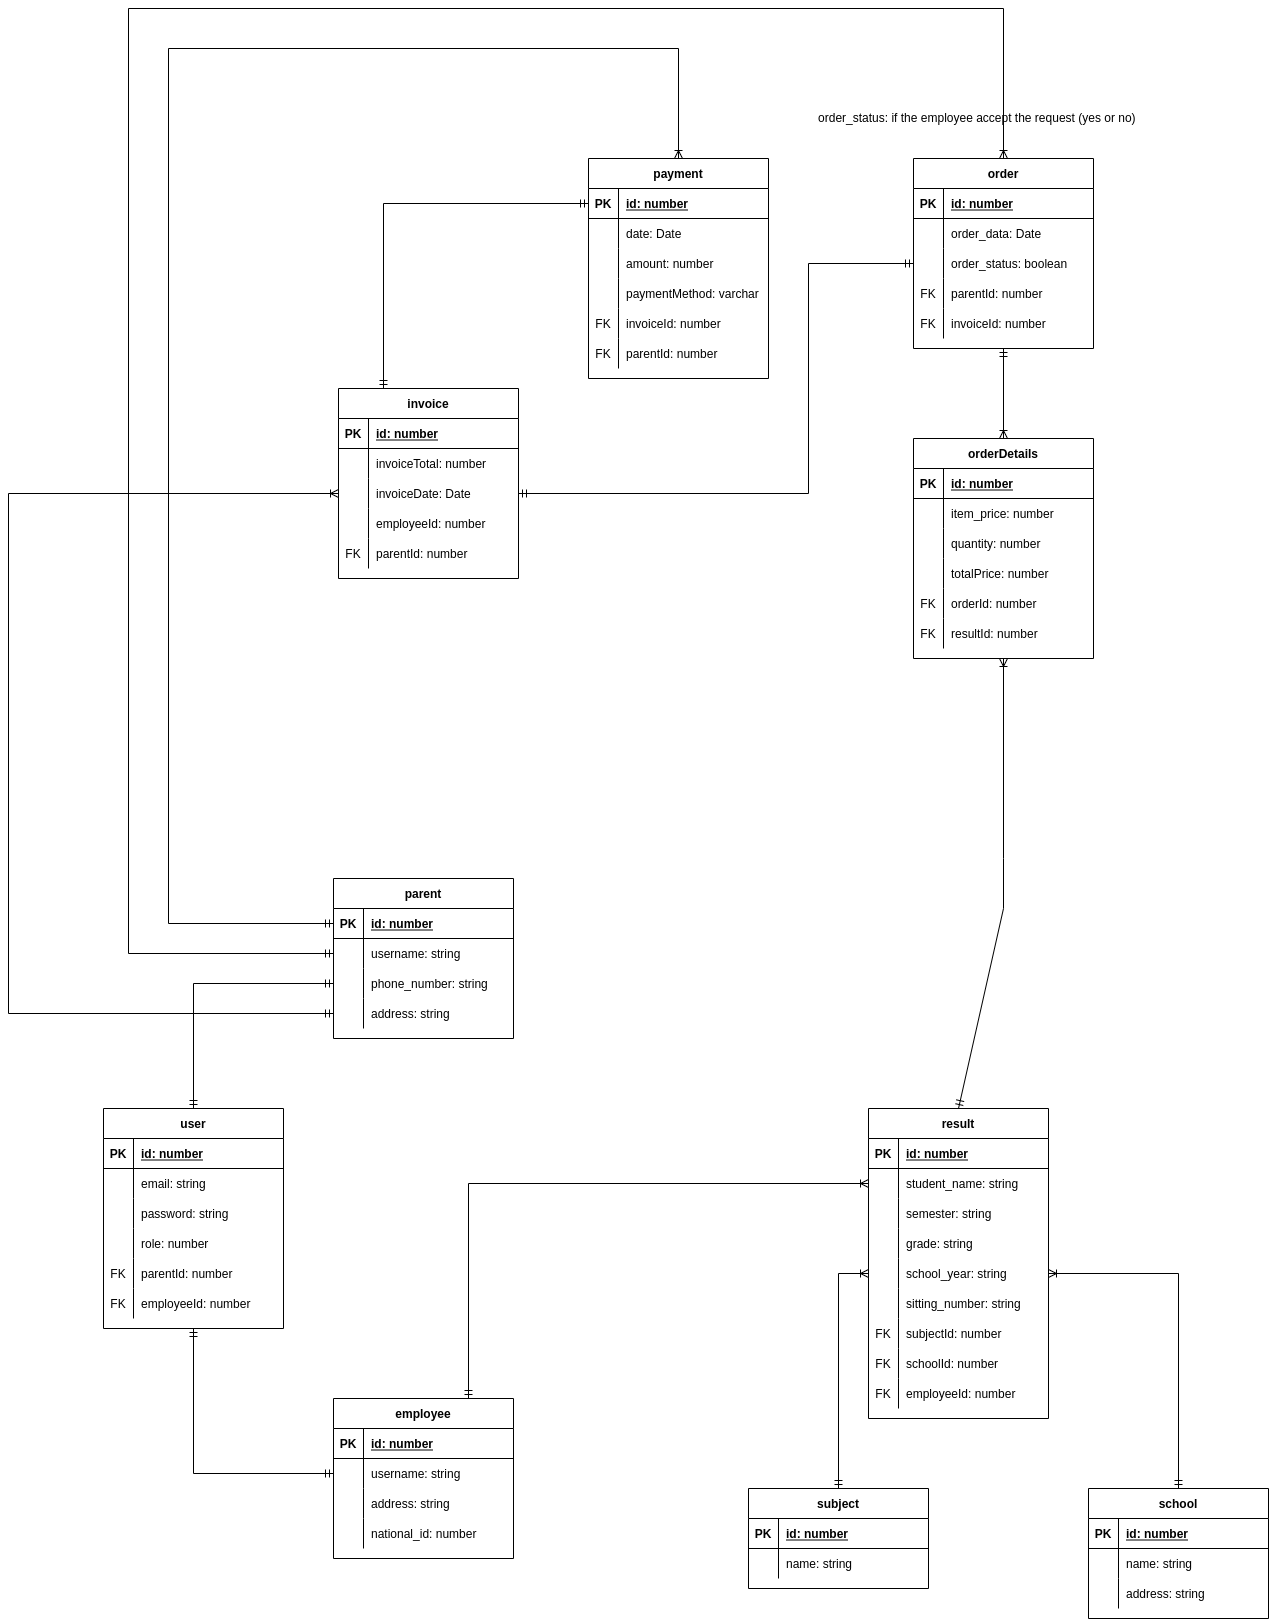 order_status: if the employee accept the request (yes or no)
payment
PK id: number
date: Date
amount: number
paymentMethod: varchar
FK invoiceId: number
FK parentId: number
order
PK id: number
order_data: Date
order_status: boolean
FK parentId: number
FK invoiceId: number
invoice
PK id: number
invoiceTotal: number
invoiceDate: Date
employeeId: number
FK parentId: number
orderDetails
PK id: number
item_price: number
quantity: number
totalPrice: number
FK orderId: number
FK resultId: number
parent
PK id: number
username: string
phone_number: string
address: string
user
PK id: number
email: string
password: string
role: number
FK parentId: number
FK employeeId: number
result
PK id: number
student_name: string
semester: string
grade: string
school_year: string
sitting_number: string
FK subjectId: number
FK schoolId: number
FK employeeId: number
employee
PK id: number
username: string
address: string
national_id: number
subject
PK id: number
name: string
school
PK id: number
name: string
address: string